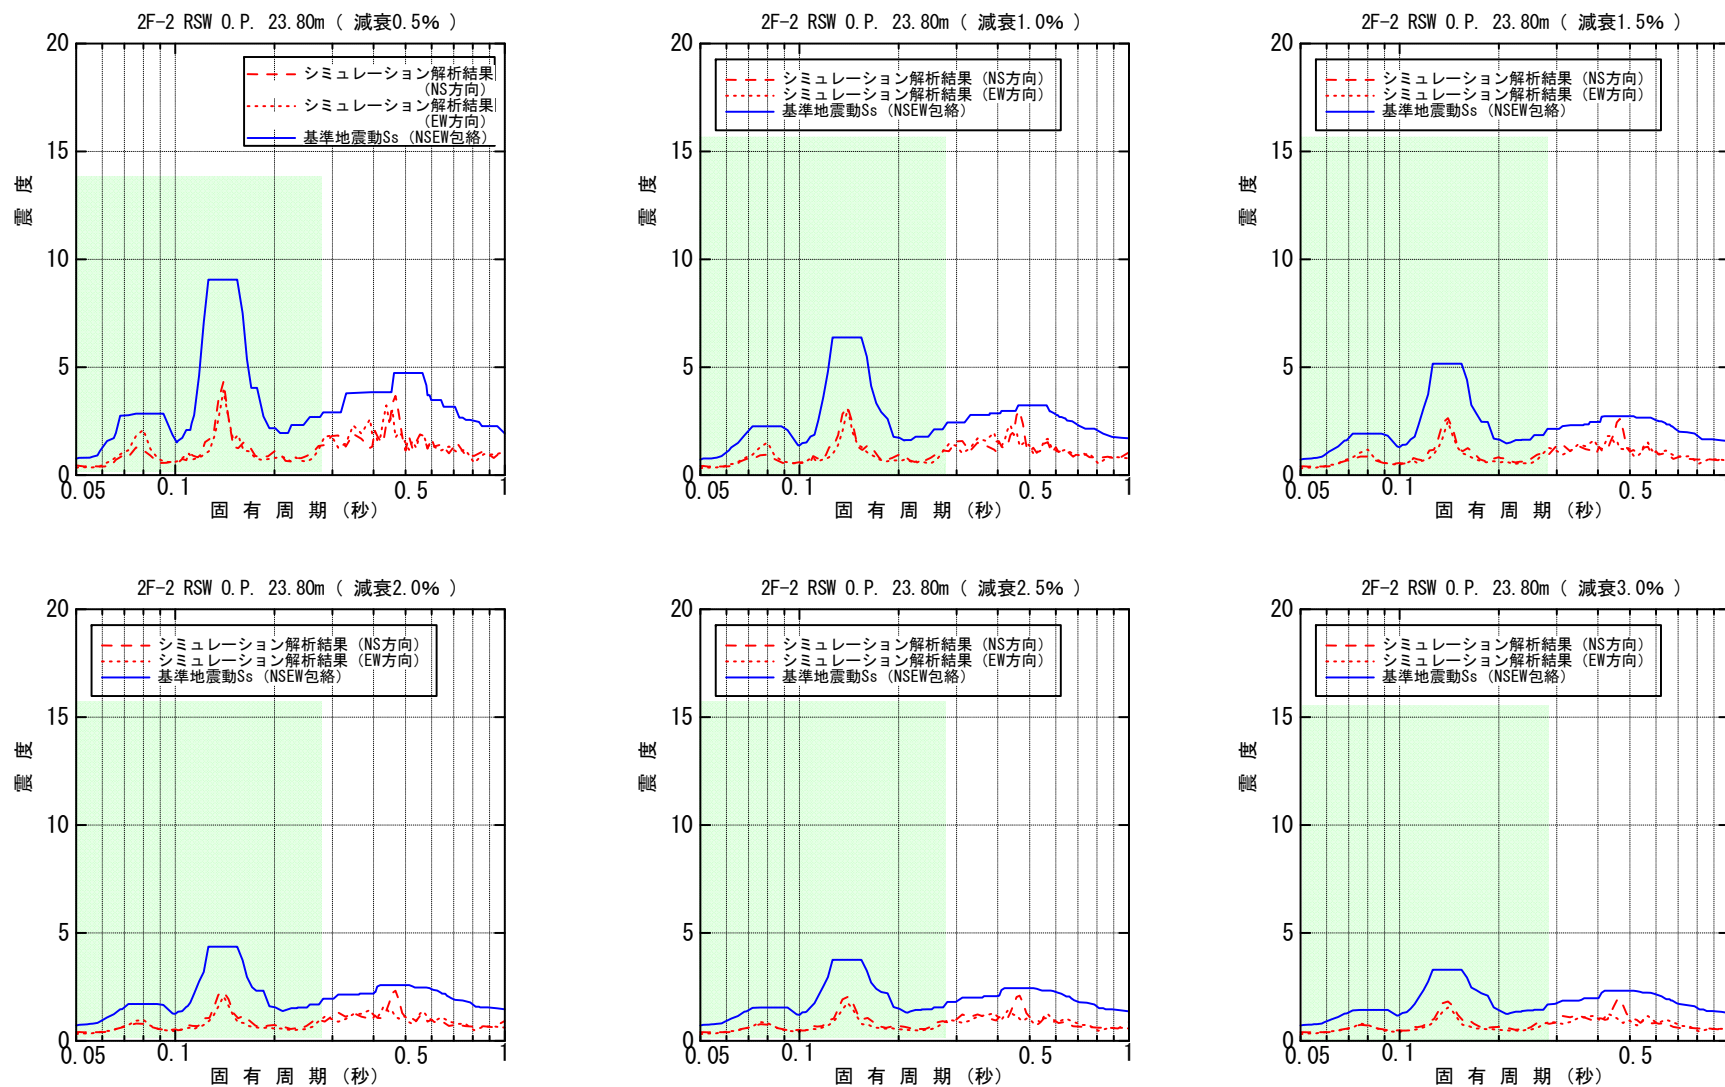 2F-2 RSW O.P. 23.80m ( 減衰0.5% )
20
15
10
5
0
震 度
シミュレーション解析結果
(NS方向)
シミュレーション解析結果
(EW方向)
基準地震動Ss (NSEW包絡)
0.05
0.1
0.5
1
固 有 周 期 (秒)
2F-2 RSW O.P. 23.80m ( 減衰1.0% )
20
15
10
5
0
震 度
シミュレーション解析結果 (NS方向)
シミュレーション解析結果 (EW方向)
基準地震動Ss (NSEW包絡)
0.05
0.1
0.5
1
固 有 周 期 (秒)
2F-2 RSW O.P. 23.80m ( 減衰1.5% )
20
15
10
5
0
震 度
シミュレーション解析結果 (NS方向)
シミュレーション解析結果 (EW方向)
基準地震動Ss (NSEW包絡)
0.05
0.1
0.5
固 有 周 期 (秒)
2F-2 RSW O.P. 23.80m ( 減衰2.0% )
20
15
10
5
0
震 度
シミュレーション解析結果 (NS方向)
シミュレーション解析結果 (EW方向)
基準地震動Ss (NSEW包絡)
0.05
0.1
0.5
1
固 有 周 期 (秒)
2F-2 RSW O.P. 23.80m ( 減衰2.5% )
20
15
10
5
0
震 度
シミュレーション解析結果 (NS方向)
シミュレーション解析結果 (EW方向)
基準地震動Ss (NSEW包絡)
0.05
0.1
0.5
1
固 有 周 期 (秒)
2F-2 RSW O.P. 23.80m ( 減衰3.0% )
20
15
10
5
0
震 度
シミュレーション解析結果 (NS方向)
シミュレーション解析結果 (EW方向)
基準地震動Ss (NSEW包絡)
0.05
0.1
0.5
固 有 周 期 (秒)